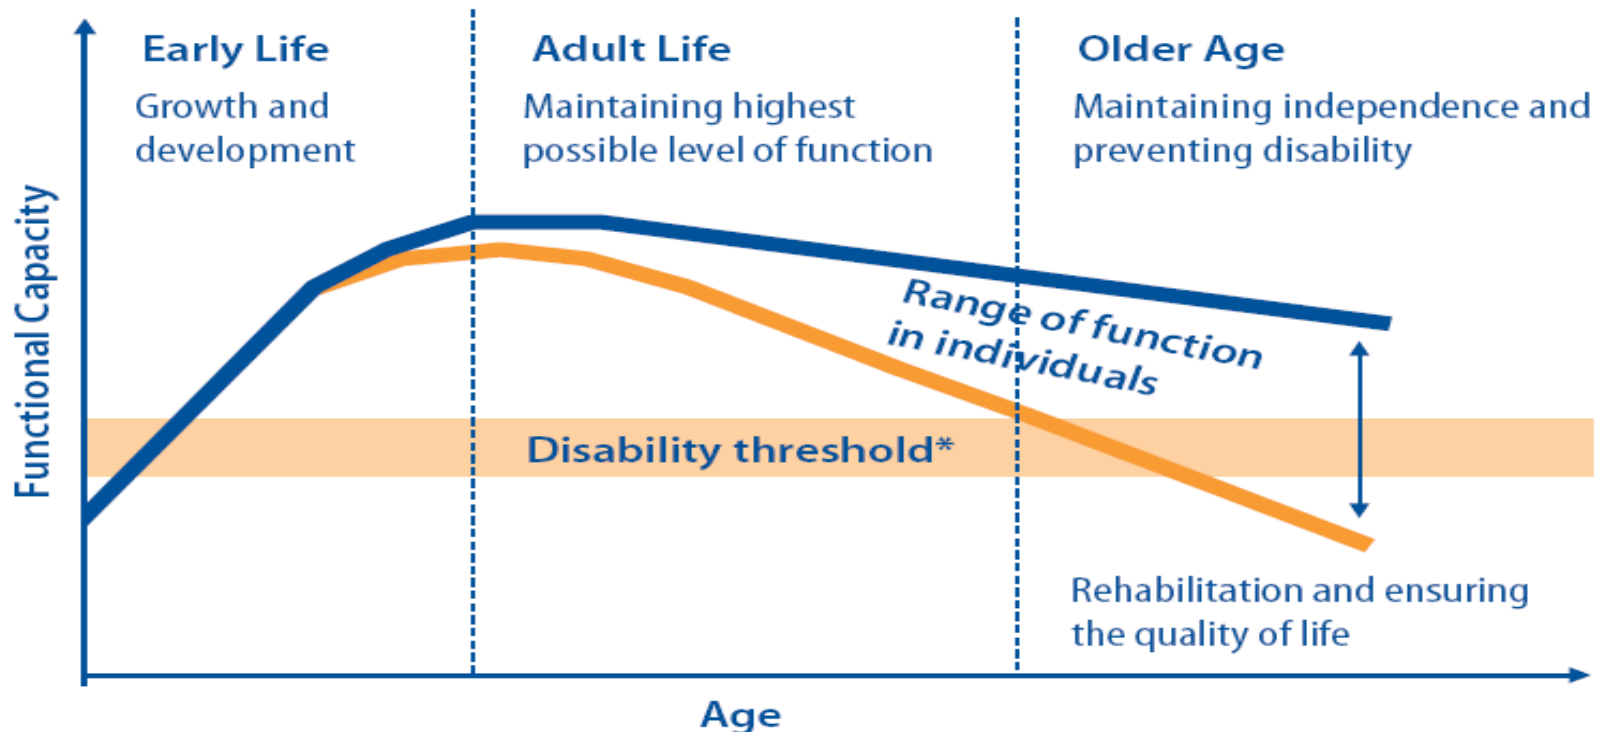 Early Life
Growth and
development
Adult Life
Maintaining highest
possible level of function
Older Age
Maintaining independence and
preventing disability
Functional Capacity
Range of function
in individuals
Disability threshold*
Rehabilitation and ensuring
the quality of life
Age